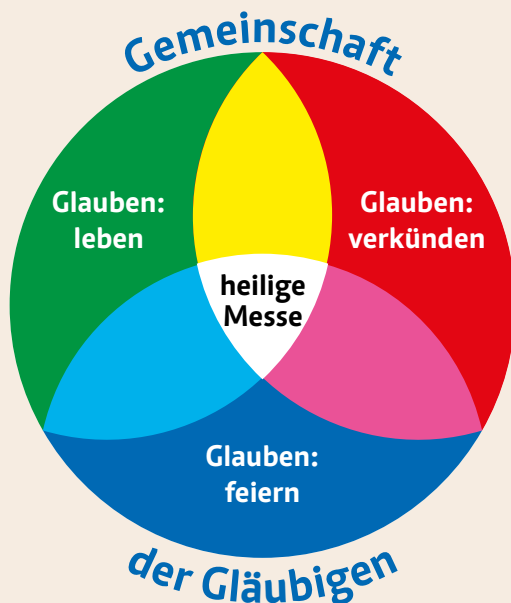 Gemeinschaft
Glauben:
leben
Glauben:
verkünden
heilige
Messe
Glauben:
feiern
der Gläubigen